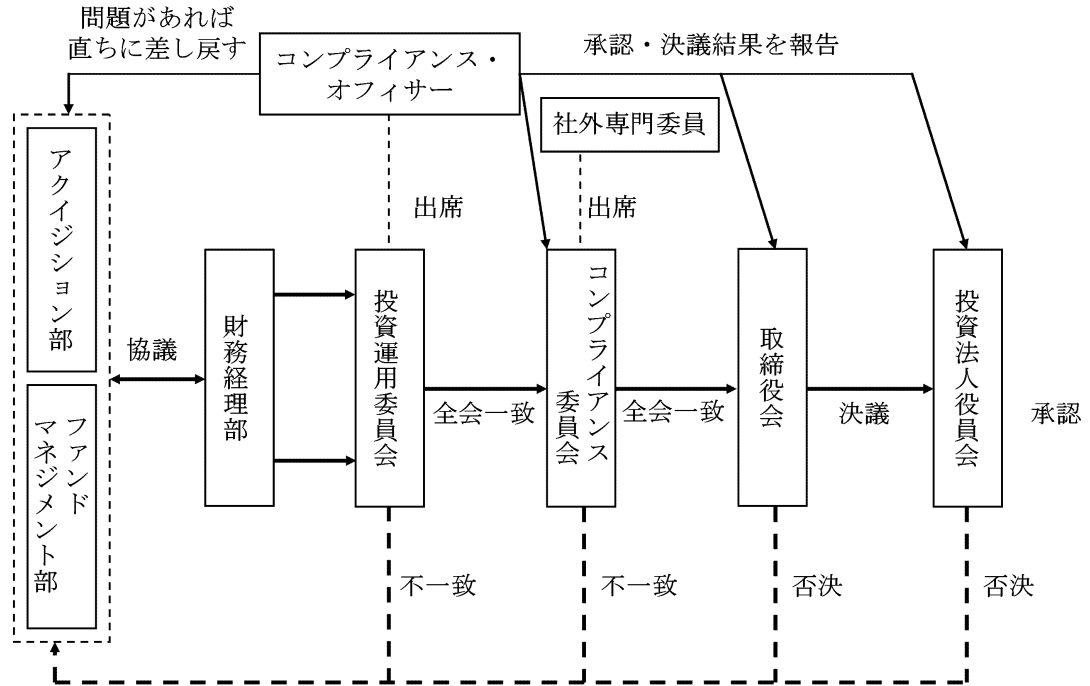 問題があれば
直ちに差し戻す
コンプライアンス・
オフィサー
承認・決議結果を報告
社外専門委員
出席
出席
アクイジション部
ファンド
マネジメント部
協議
財務経理部
投資運用委員会
全会一致
コンプライアンス
委員会
全会一致
取締役会
決議
投資法人役員会
承認
不一致
不一致
否決
否決